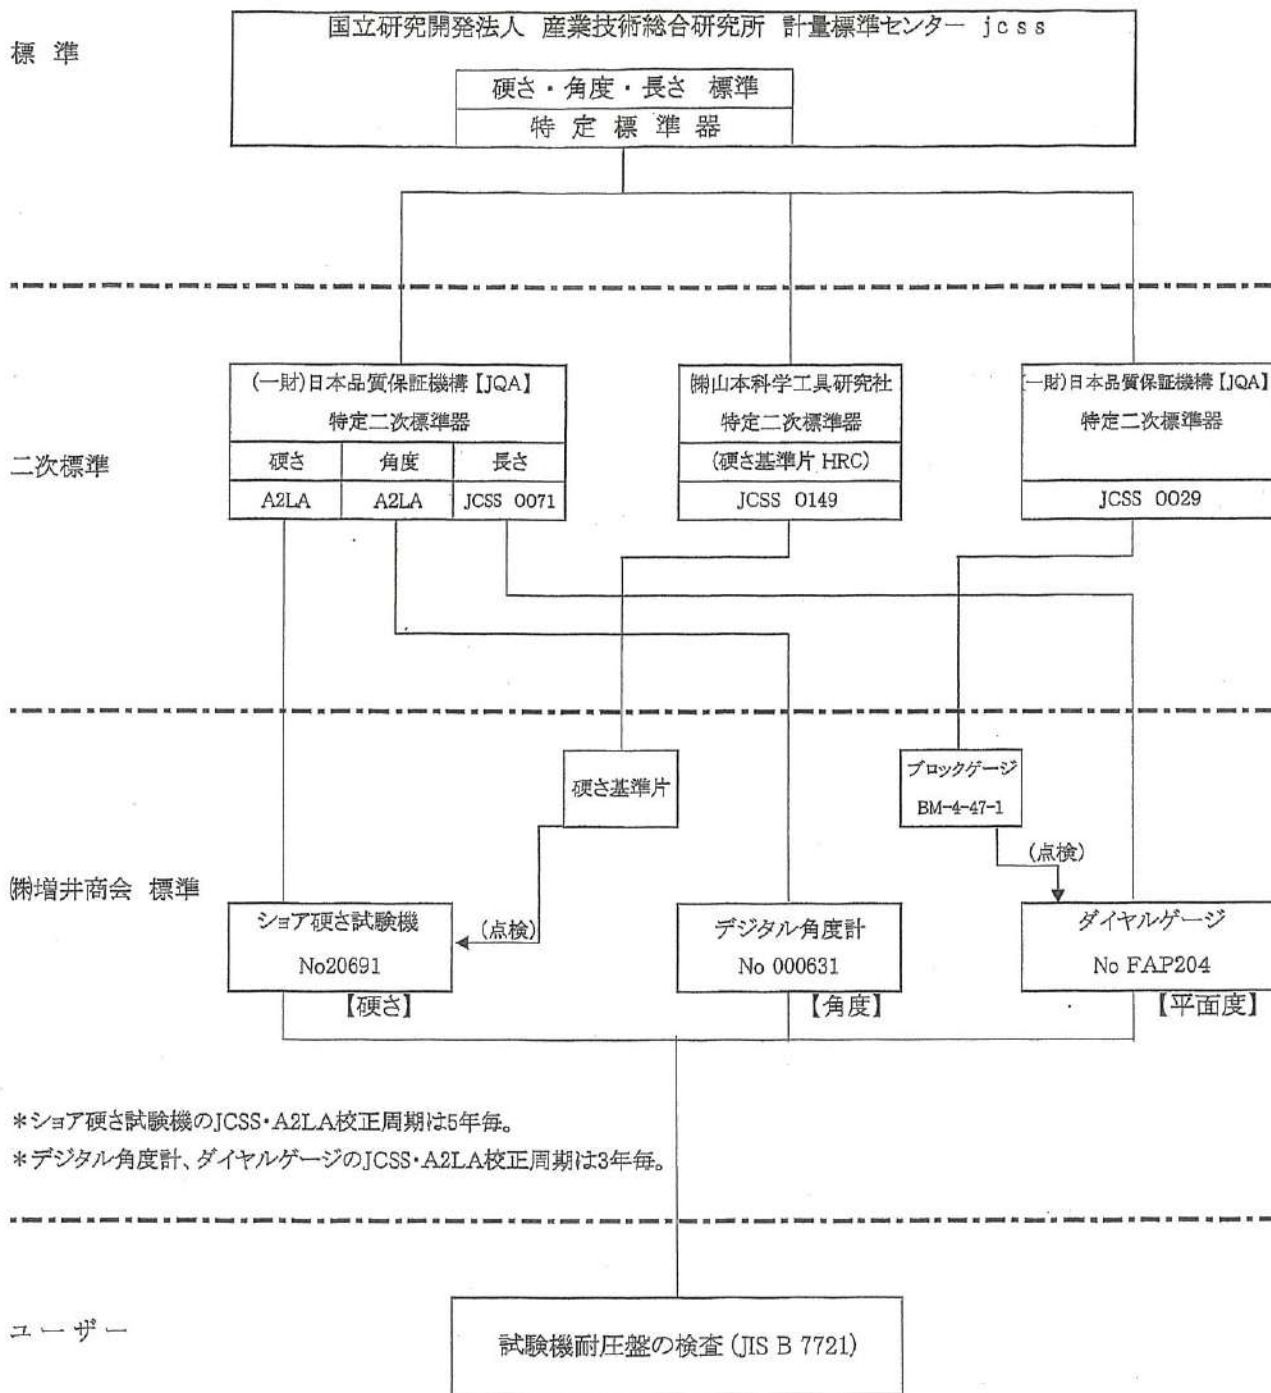 国立研究開発法人 産業技術総合研究所 計量標準センター jcss
標準
硬さ・角度・長さ 標準
特定標準器
(一財)日本品質保証機構【JQA】
特定二次標準器
硬さ 角度 長さ
A2LA A2LA JCSS 0071
㈱山本科学工具研究社
特定二次標準器
(硬さ基準片 HRC)
JCSS 0149
(一財)日本品質保証機構【JQA】
特定二次標準器
JCSS 0029
二次標準
硬さ基準片
ブロックゲージ
BM-4-47-1
(点検)
㈱増井商会 標準
ショア硬さ試験機
No20691
(点検)
【硬さ】
デジタル角度計
No 000631
【角度】
ダイヤルゲージ
No FAP204
【平面度】
*ショア硬さ試験機のJCSS・A2LA校正周期は5年毎。
*デジタル角度計、ダイヤルゲージのJCSS・A2LA校正周期は3年毎。
ユーザー
試験機耐圧盤の検査(JIS B 7721)